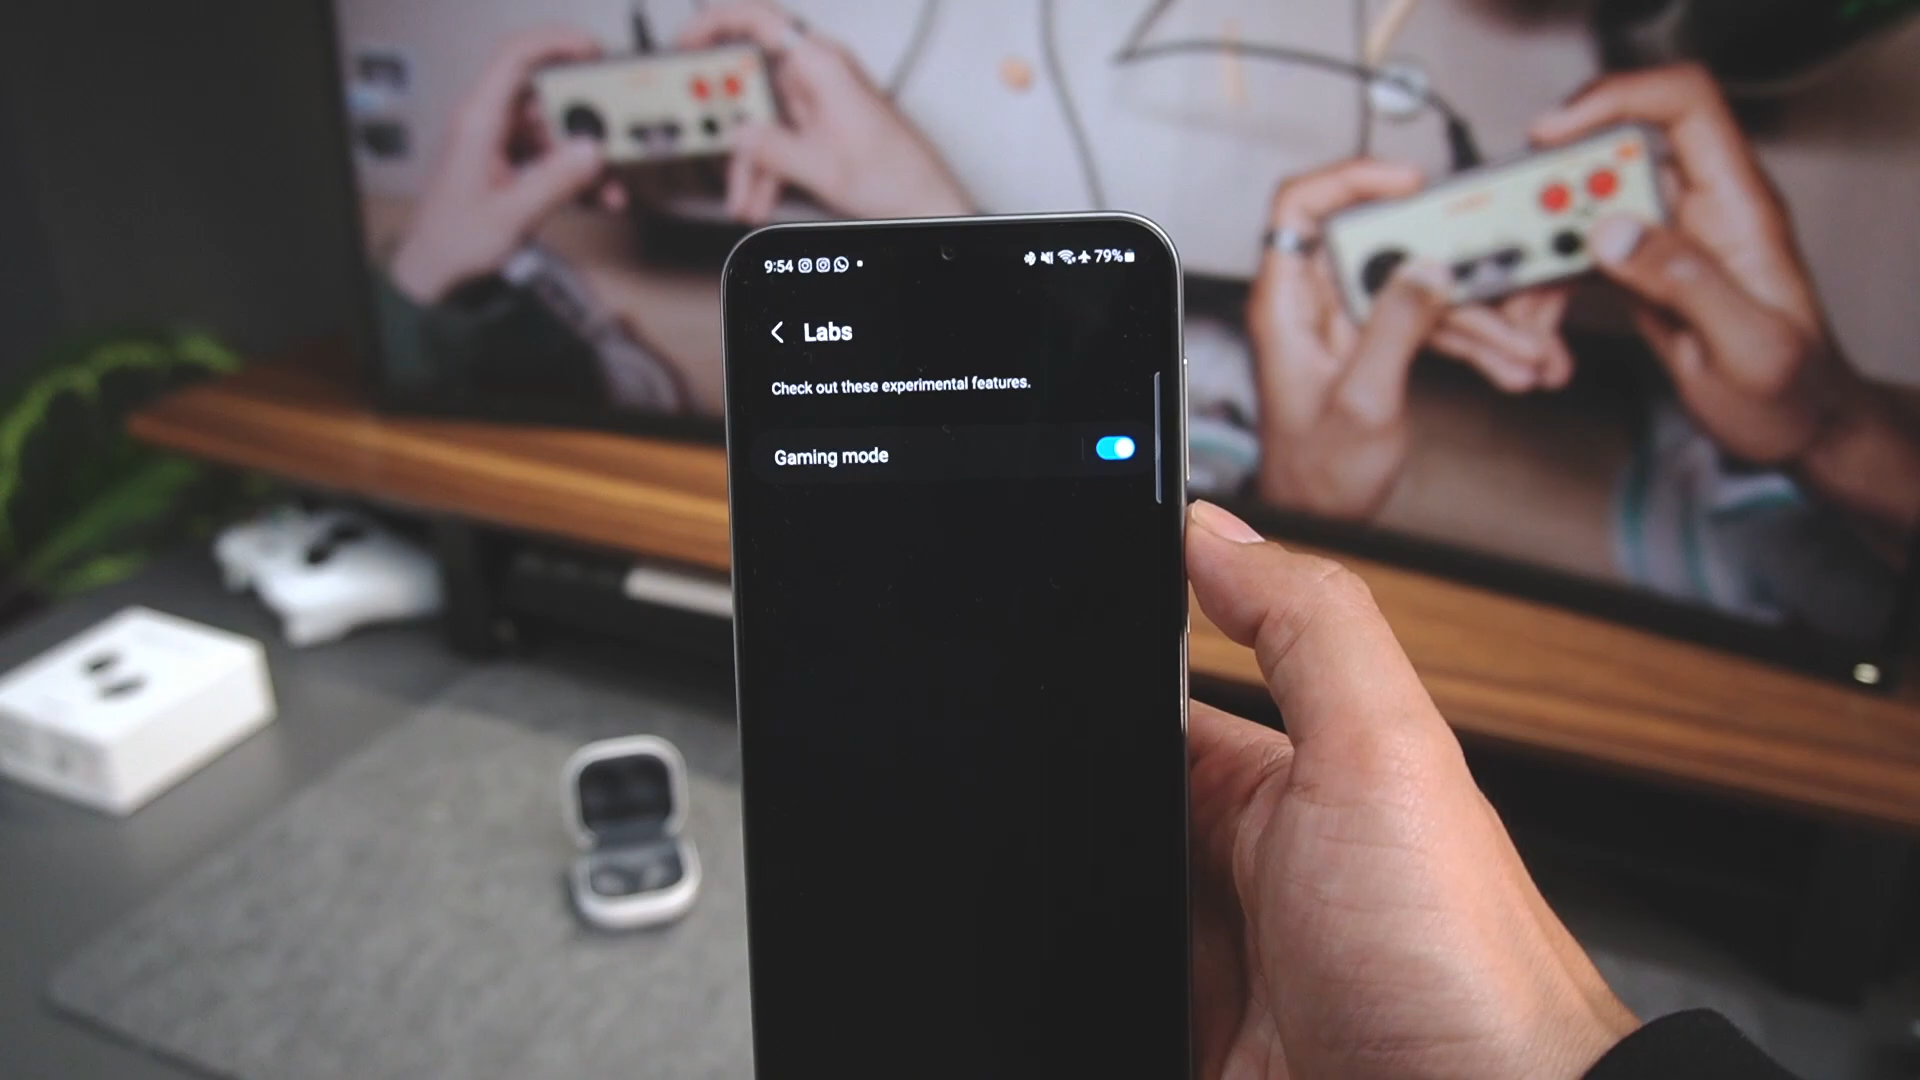 9:54 79%
Labs
Check out these experimental features.
Gaming mode